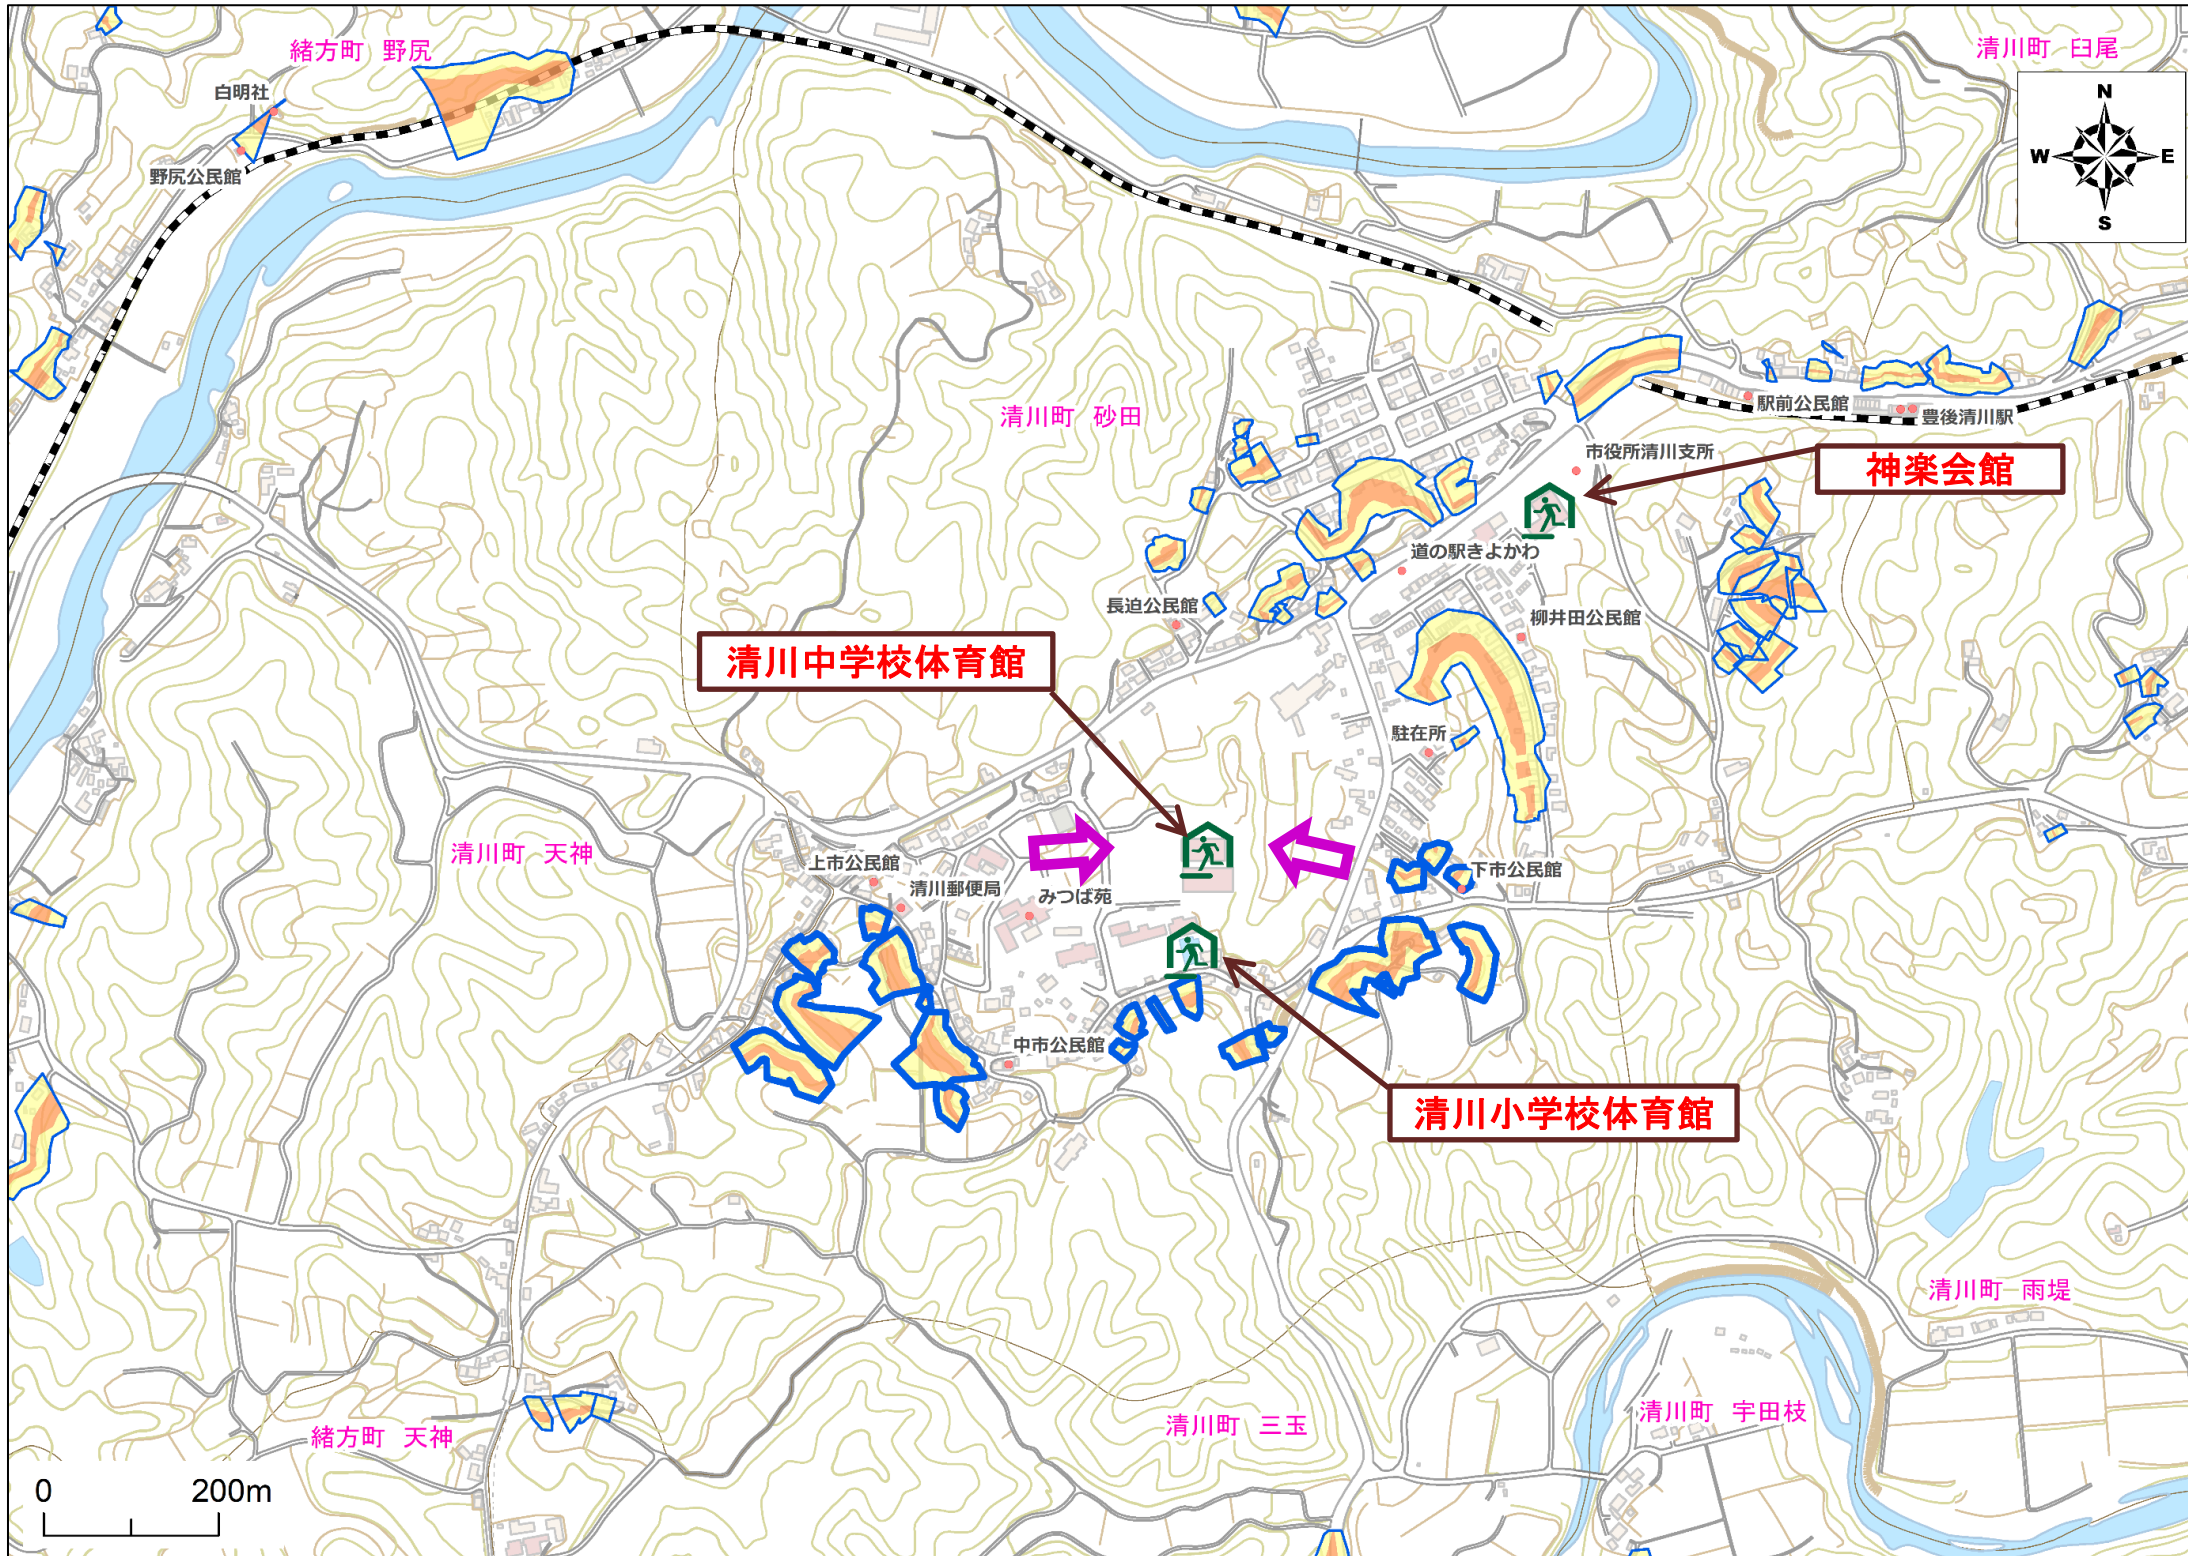 緒方町 野尻
清川町 臼尾
白明社
N
W
E
S
野尻公民館
清川町 砂田
駅前公民館
豊後清川駅
市役所清川支所
神楽会館
道の駅きよかわ
長迫公民館
柳井田公民館
清川中学校体育館
駐在所
清川町 天神
上市公民館
清川郵便局
みつば苑
下市公民館
中市公民館
清川小学校体育館
清川町 雨堤
清川町 宇田枝
清川町 三玉
緒方町 天神
0
200m